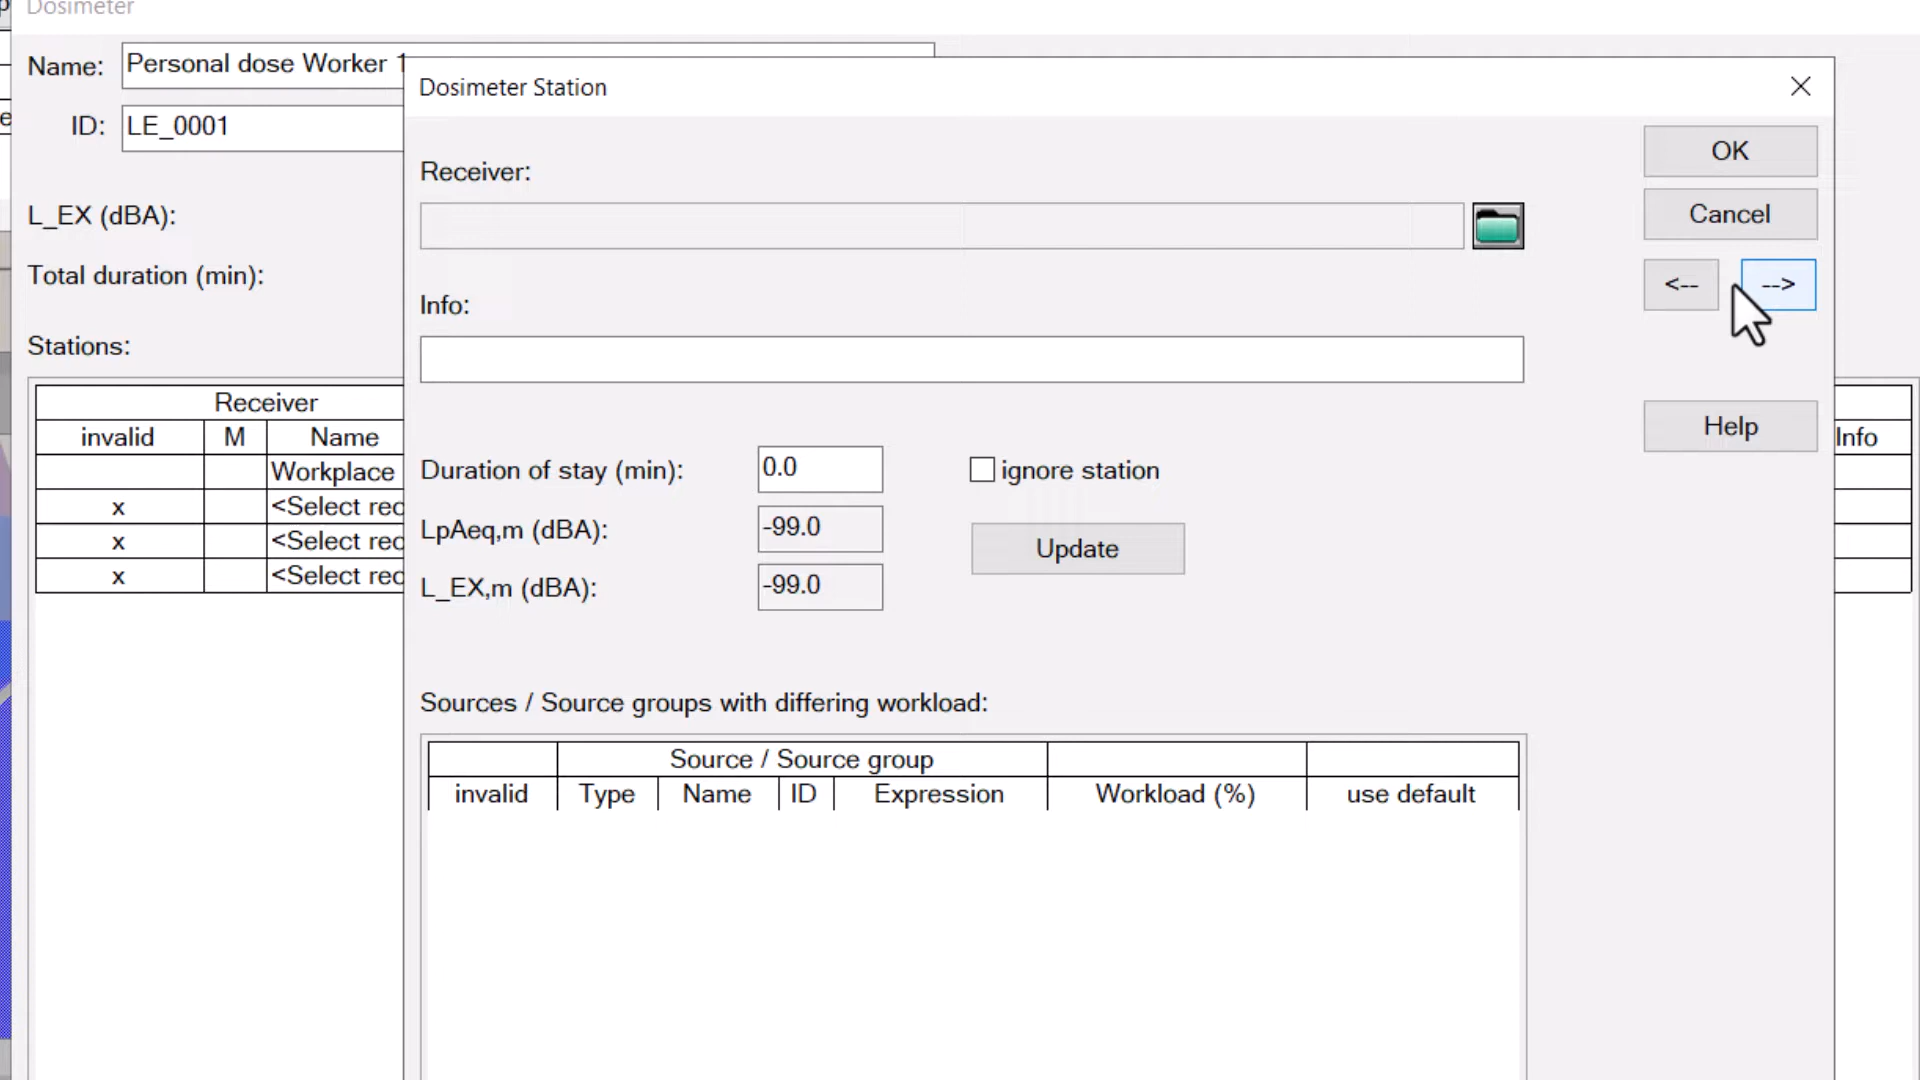 Dosimeter
Name: Personal dose Worker 1
ID: LE_0001
L_EX (dBA):
Total duration (min):
Stations:
Receiver
invalid M Name Info
Workplace
x <Select rec
x <Select rec
x <Select rec
Dosimeter Station
OK
Receiver:
Cancel
<-- -->
Info:
Help
Duration of stay (min): 0.0 ignore station
LpAeq,m (dBA): -99.0
Update
L_EX,m (dBA): -99.0
Sources / Source groups with differing workload:
Source / Source group
invalid Type Name ID Expression Workload (%) use default